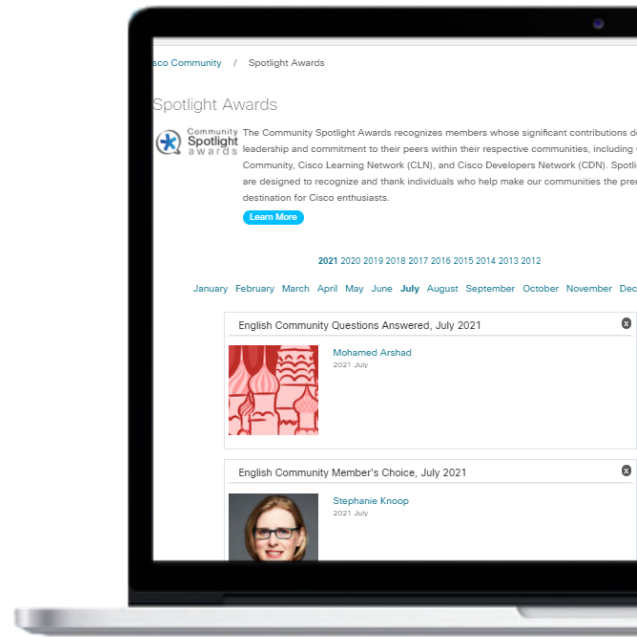 sco Community / Spotlight Awards
Spotlight Awards
Community
Spotlight
awards
The Community Spotlight Awards recognizes members whose significant contributions de
leadership and commitment to their peers within their respective communities, including
Community, Cisco Learning Network (CLN), and Cisco Developers Network (CDN). Spotli
are designed to recognize and thank individuals who help make our communities the prem
destination for Cisco enthusiasts.
Learn More
2021 2020 2019 2018 2017 2016 2015 2014 2013 2012
January February March April May June July August September October November Dec
English Community Questions Answered, July 2021
x
Mohamed Arshad
2021 July
English Community Member's Choice, July 2021
x
Stephanie Knoop
2021 July